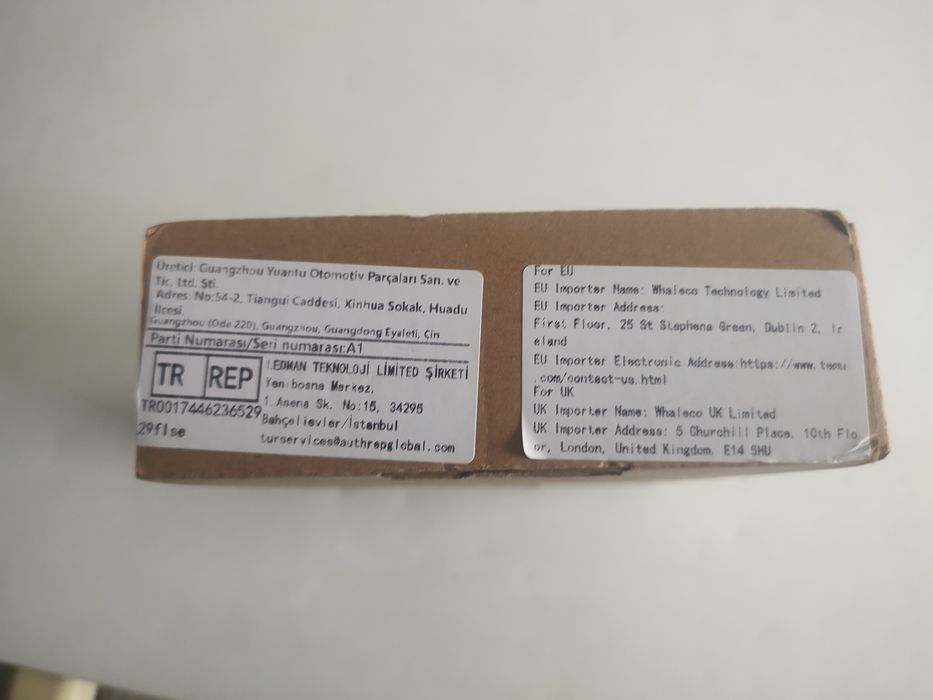 Üretici: Guangzhou Yuantu Otomotiv Parçaları San. ve
Tic. Ltd. Şti.
Adres: No:54-2, Tiangui Caddesi, Xinhua Sokak, Huadu
İlcesi,
Guangzhou (Oda 220), Guangzhou, Guangdong Eyaleti, Çin
Parti Numarası/Seri numarası:A1
TR REP
LEDMAN TEKNOLOJİ LİMİTED ŞİRKETİ
Yenibosna Merkez,
1. Asena Sk. No:15, 34295
Bahçelievler/İstanbul
turservices@authrepglobal.com
TR0017446236529
29flse
For EU
EU Importer Name: Whaleco Technology Limited
EU Importer Address:
First Floor, 25 St Stephens Green, Dublin 2, Ir
eland
EU Importer Electronic Address:https://www.temu
.com/contact-us.html
For UK
UK Importer Name: Whaleco UK Limited
UK Importer Address: 5 Churchill Place, 10th Flo
or, London, United Kingdom, E14 5HU